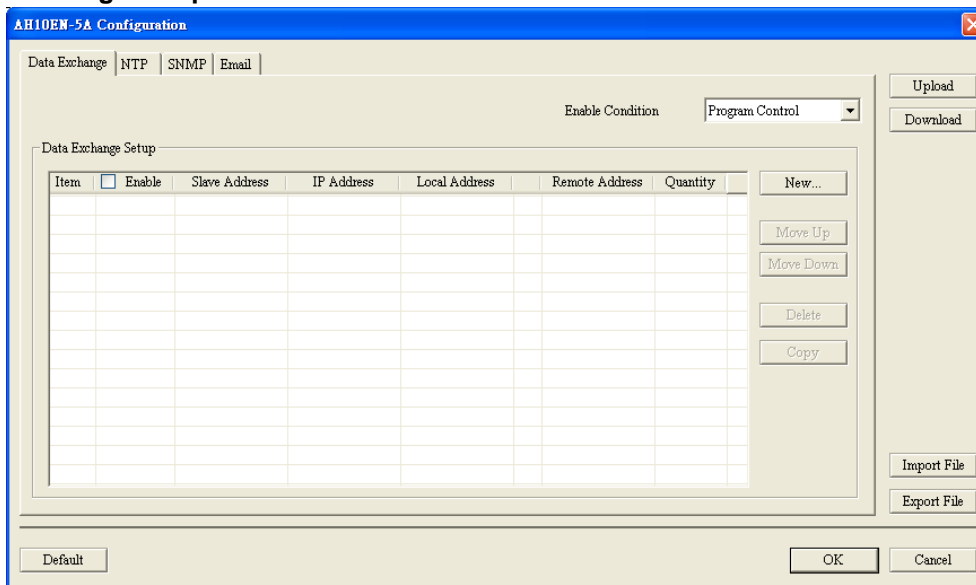 AH10EN-5A Configuration
Data Exchange NTP SNMP Email
Upload
Enable Condition Program Control
Download
Data Exchange Setup
Item Enable Slave Address IP Address Local Address Remote Address Quantity
New...
Move Up
Move Down
Delete
Copy
Import File
Export File
Default OK Cancel